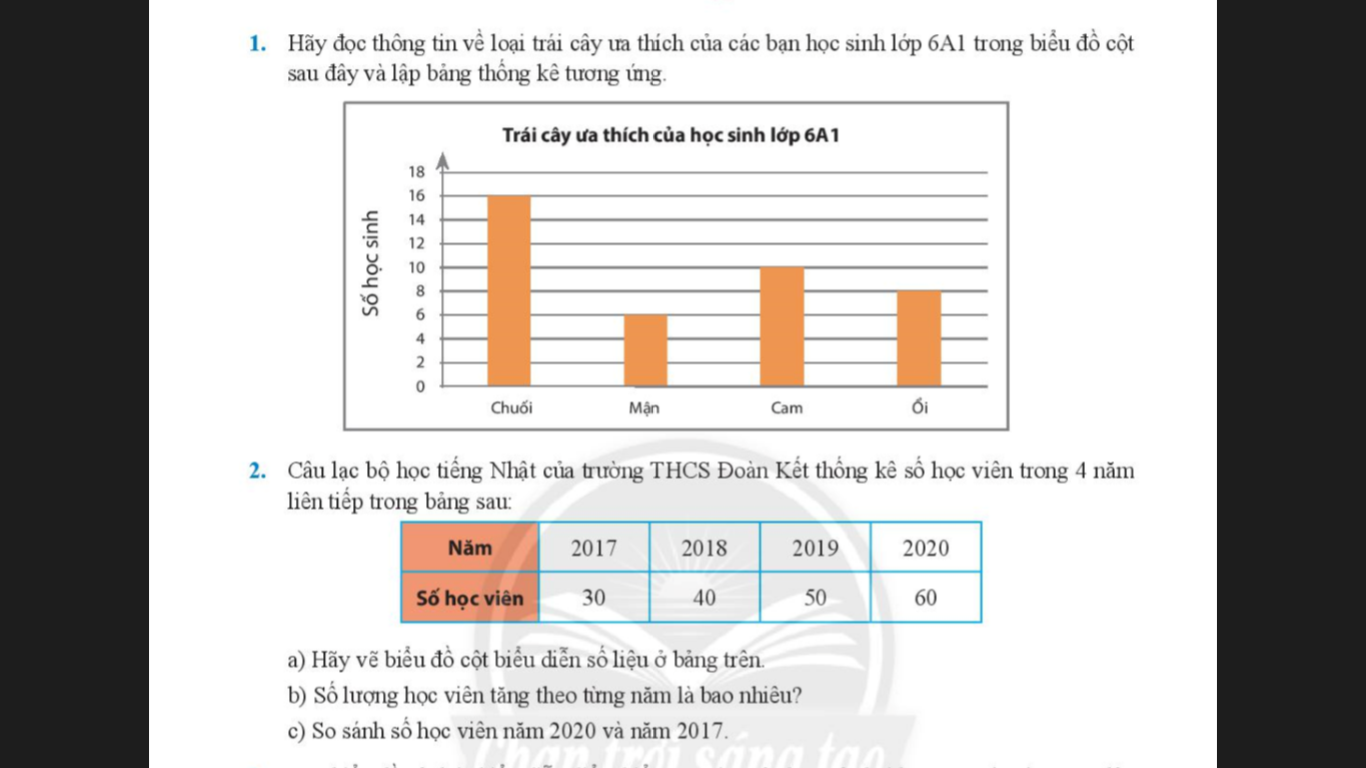 1. Hãy đọc thông tin về loại trái cây ưa thích của các bạn học sinh lớp 6A1 trong biểu đồ cột
sau đây và lập bảng thống kê tương ứng.
Trái cây ưa thích của học sinh lớp 6A1
Số học sinh
18
16
14
12
10
8
6
4
2
0
Chuối Mận Cam Ổi
2. Câu lạc bộ học tiếng Nhật của trường THCS Đoàn Kết thống kê số học viên trong 4 năm
liên tiếp trong bảng sau:
Năm 2017 2018 2019 2020
Số học viên 30 40 50 60
a) Hãy vẽ biểu đồ cột biểu diễn số liệu ở bảng trên.
b) Số lượng học viên tăng theo từng năm là bao nhiêu?
c) So sánh số học viên năm 2020 và năm 2017.
Chân trời sáng tạo